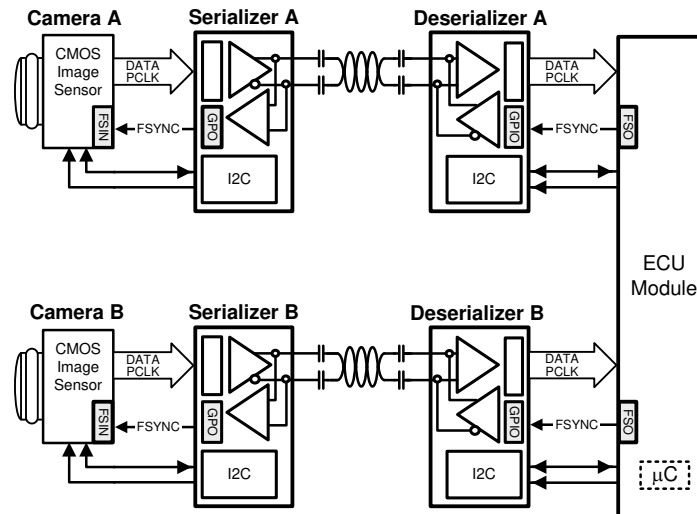 Camera A
Serializer A
Deserializer A
CMOS
Image
Sensor
DATA
PCLK
DATA
PCLK
FSIN
FSYNC
GPO
GPIO
FSYNC
FSO
I2C
I2C
ECU
Module
Camera B
Serializer B
Deserializer B
CMOS
Image
Sensor
DATA
PCLK
DATA
PCLK
FSIN
FSYNC
GPO
GPIO
FSYNC
FSO
I2C
I2C
μC